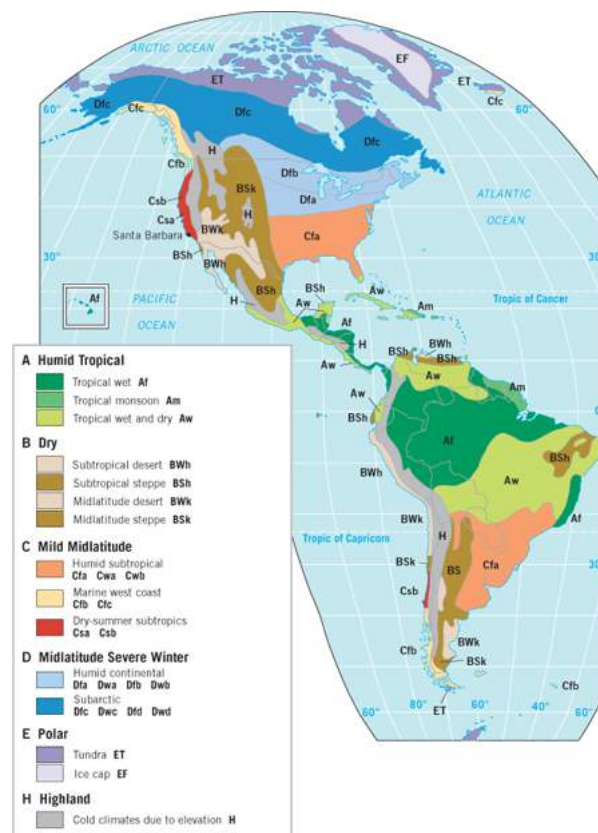 ARCTIC OCEAN
EF
ET
ET
Cfc
60°
60°
Dfc
Cfc
Dfc
Dfc
H
Cfb
Dfb
BSk
Dfa
ATLANTIC
OCEAN
Csb
H
Csa
BWk
Cfa
Santa Barbara
30°
BSh
BWh
30°
BSh
BSh
Aw
Af
PACIFIC
OCEAN
Aw
Am
Tropic of Cancer
H
Af
H
BWh
BSh
BSh
Aw
Aw
Am
Aw
BSh
Af
BSh
Aw
BWh
Af
BWk
Tropic of Capricorn
H
BSk
BS
Cfa
30°
Csb
Cfb
BWk
BSk
Cfb
ET
60°
80°
60°
40°
60°
A Humid Tropical
Tropical wet Af
Tropical monsoon Am
Tropical wet and dry Aw
B Dry
Subtropical desert BWh
Subtropical steppe BSh
Midlatitude desert BWk
Midlatitude steppe BSk
C Mild Midlatitude
Humid subtropical
Cfa Cwa Cwb
Marine west coast
Cfb Cfc
Dry-summer subtropics
Csa Csb
D Midlatitude Severe Winter
Humid continental
Dfa Dwa Dfb Dwb
Subarctic
Dfc Dwc Dfd Dwd
E Polar
Tundra ET
Ice cap EF
H Highland
Cold climates due to elevation H